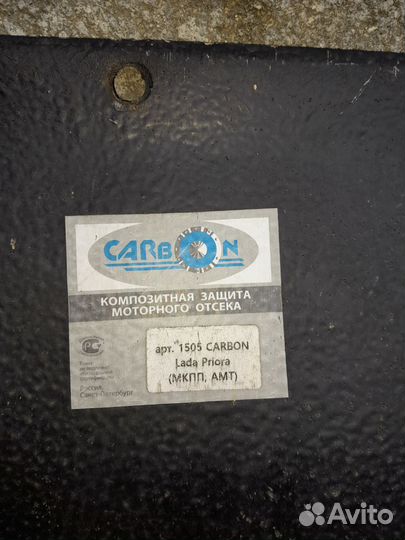 CARBON
КОМПОЗИТНАЯ ЗАЩИТА
МОТОРНОГО ОТСЕКА
арт. 1505 CARBON
Lada Priora
(МКПП, АМТ)
Россия
Санкт-Петербург
Avito